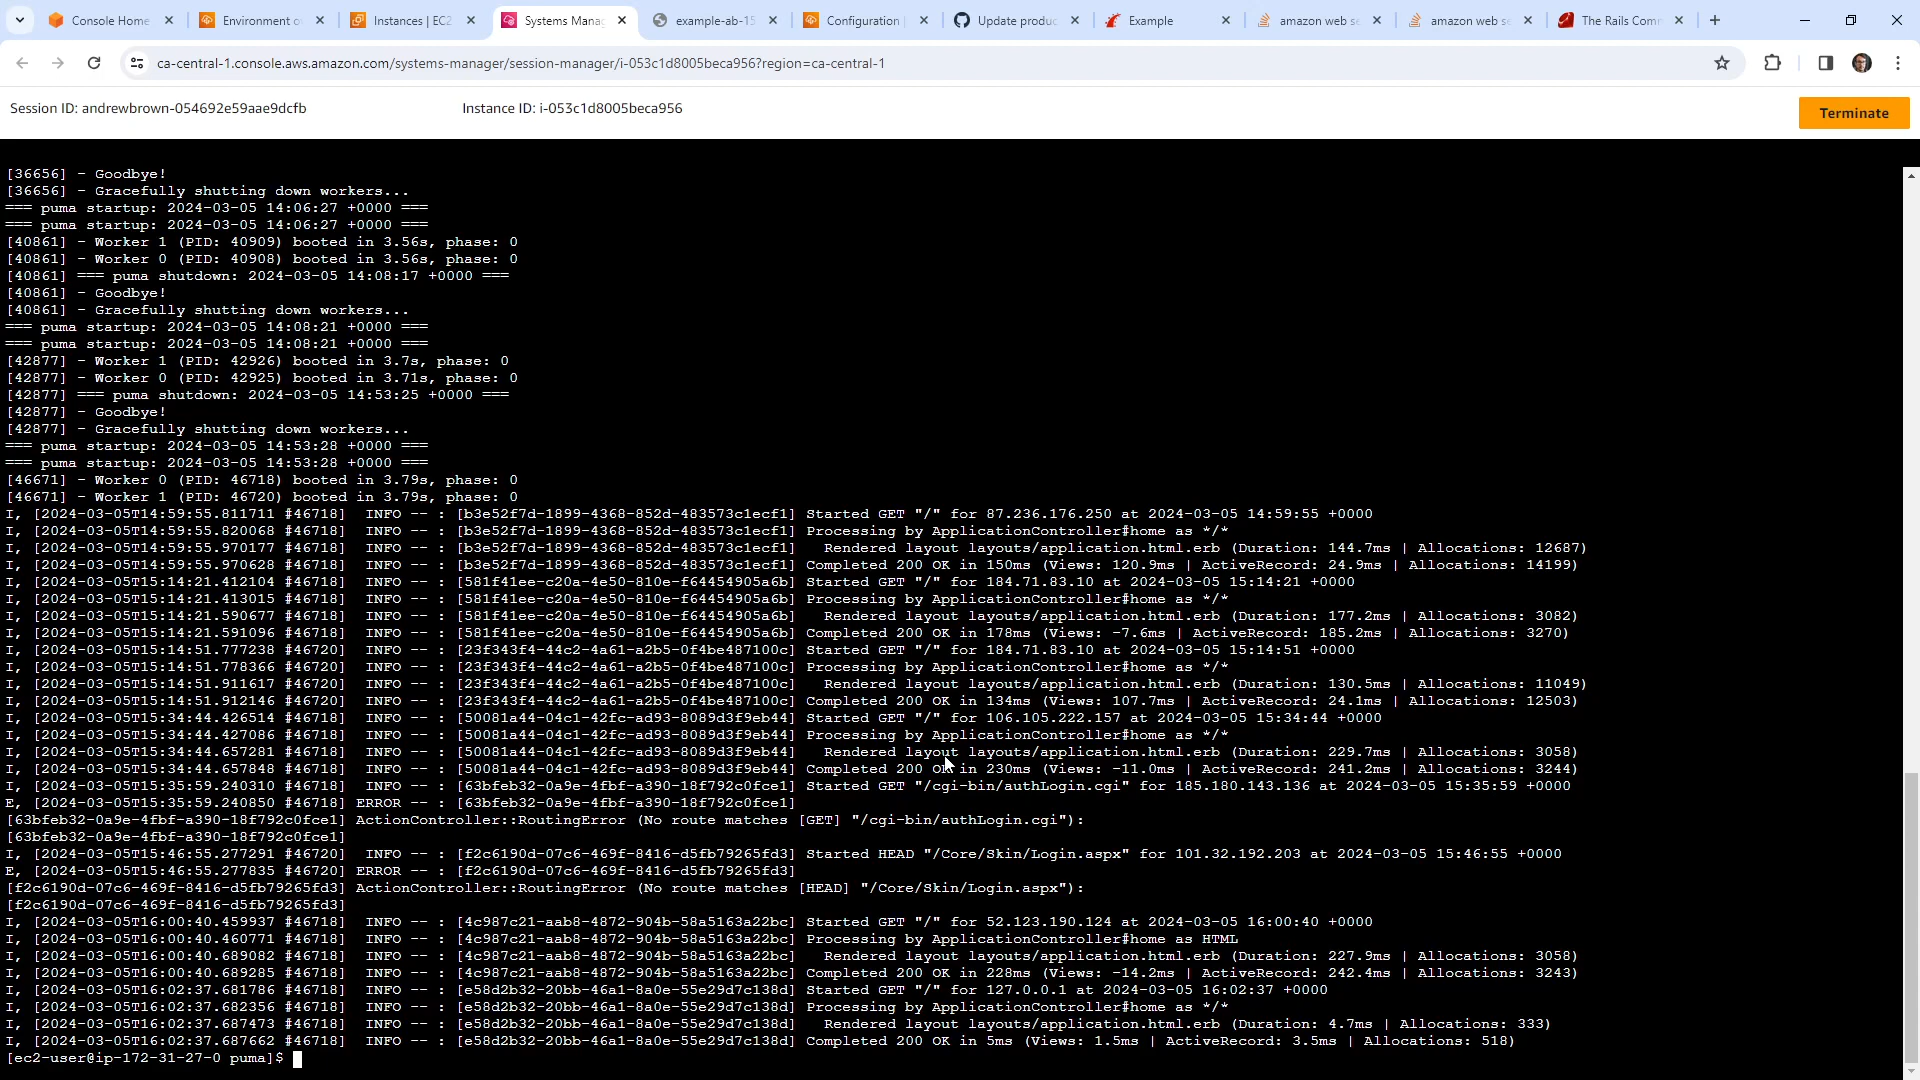 Console Home
Environment o
Instances | EC2
Systems Mana
example-ab-15
Configuration |
Update produc
Example
amazon web se
amazon web se
The Rails Comm
ca-central-1.console.aws.amazon.com/systems-manager/session-manager/i-053c1d8005beca956?region=ca-central-1
Session ID: andrewbrown-054692e59aae9dcfb
Instance ID: i-053c1d8005beca956
Terminate
[36656] - Goodbye!
[36656] - Gracefully shutting down workers...
=== puma startup: 2024-03-05 14:06:27 +0000 ===
=== puma startup: 2024-03-05 14:06:27 +0000 ===
[40861] - Worker 1 (PID: 40909) booted in 3.56s, phase: 0
[40861] - Worker 0 (PID: 40908) booted in 3.56s, phase: 0
[40861] === puma shutdown: 2024-03-05 14:08:17 +0000 ===
[40861] - Goodbye!
[40861] - Gracefully shutting down workers...
=== puma startup: 2024-03-05 14:08:21 +0000 ===
=== puma startup: 2024-03-05 14:08:21 +0000 ===
[42877] - Worker 1 (PID: 42926) booted in 3.7s, phase: 0
[42877] - Worker 0 (PID: 42925) booted in 3.71s, phase: 0
[42877] === puma shutdown: 2024-03-05 14:53:25 +0000 ===
[42877] - Goodbye!
[42877] - Gracefully shutting down workers...
=== puma startup: 2024-03-05 14:53:28 +0000 ===
=== puma startup: 2024-03-05 14:53:28 +0000 ===
[46671] - Worker 0 (PID: 46718) booted in 3.79s, phase: 0
[46671] - Worker 1 (PID: 46720) booted in 3.79s, phase: 0
I, [2024-03-05T14:59:55.811711 #46718]  INFO -- : [b3e52f7d-1899-4368-852d-483573c1ecf1] Started GET "/" for 87.236.176.250 at 2024-03-05 14:59:55 +0000
I, [2024-03-05T14:59:55.820068 #46718]  INFO -- : [b3e52f7d-1899-4368-852d-483573c1ecf1] Processing by ApplicationController#home as */*
I, [2024-03-05T14:59:55.970177 #46718]  INFO -- : [b3e52f7d-1899-4368-852d-483573c1ecf1]   Rendered layout layouts/application.html.erb (Duration: 144.7ms | Allocations: 12687)
I, [2024-03-05T14:59:55.970628 #46718]  INFO -- : [b3e52f7d-1899-4368-852d-483573c1ecf1] Completed 200 OK in 150ms (Views: 120.9ms | ActiveRecord: 24.9ms | Allocations: 14199)
I, [2024-03-05T15:14:21.412104 #46718]  INFO -- : [581f41ee-c20a-4e50-810e-f64454905a6b] Started GET "/" for 184.71.83.10 at 2024-03-05 15:14:21 +0000
I, [2024-03-05T15:14:21.413015 #46718]  INFO -- : [581f41ee-c20a-4e50-810e-f64454905a6b] Processing by ApplicationController#home as */*
I, [2024-03-05T15:14:21.590677 #46718]  INFO -- : [581f41ee-c20a-4e50-810e-f64454905a6b]   Rendered layout layouts/application.html.erb (Duration: 177.2ms | Allocations: 3082)
I, [2024-03-05T15:14:21.591096 #46718]  INFO -- : [581f41ee-c20a-4e50-810e-f64454905a6b] Completed 200 OK in 178ms (Views: -7.6ms | ActiveRecord: 185.2ms | Allocations: 3270)
I, [2024-03-05T15:14:51.777238 #46720]  INFO -- : [23f343f4-44c2-4a61-a2b5-0f4be487100c] Started GET "/" for 184.71.83.10 at 2024-03-05 15:14:51 +0000
I, [2024-03-05T15:14:51.778366 #46720]  INFO -- : [23f343f4-44c2-4a61-a2b5-0f4be487100c] Processing by ApplicationController#home as */*
I, [2024-03-05T15:14:51.911617 #46720]  INFO -- : [23f343f4-44c2-4a61-a2b5-0f4be487100c]   Rendered layout layouts/application.html.erb (Duration: 130.5ms | Allocations: 11049)
I, [2024-03-05T15:14:51.912146 #46720]  INFO -- : [23f343f4-44c2-4a61-a2b5-0f4be487100c] Completed 200 OK in 134ms (Views: 107.7ms | ActiveRecord: 24.1ms | Allocations: 12503)
I, [2024-03-05T15:34:44.426514 #46718]  INFO -- : [50081a44-04c1-42fc-ad93-8089d3f9eb44] Started GET "/" for 106.105.222.157 at 2024-03-05 15:34:44 +0000
I, [2024-03-05T15:34:44.427086 #46718]  INFO -- : [50081a44-04c1-42fc-ad93-8089d3f9eb44] Processing by ApplicationController#home as */*
I, [2024-03-05T15:34:44.657281 #46718]  INFO -- : [50081a44-04c1-42fc-ad93-8089d3f9eb44]   Rendered layout layouts/application.html.erb (Duration: 229.7ms | Allocations: 3058)
I, [2024-03-05T15:34:44.657848 #46718]  INFO -- : [50081a44-04c1-42fc-ad93-8089d3f9eb44] Completed 200 OK in 230ms (Views: -11.0ms | ActiveRecord: 241.2ms | Allocations: 3244)
I, [2024-03-05T15:35:59.240310 #46718]  INFO -- : [63bfeb32-0a9e-4fbf-a390-18f792c0fce1] Started GET "/cgi-bin/authLogin.cgi" for 185.180.143.136 at 2024-03-05 15:35:59 +0000
E, [2024-03-05T15:35:59.240850 #46718] ERROR -- : [63bfeb32-0a9e-4fbf-a390-18f792c0fce1]
[63bfeb32-0a9e-4fbf-a390-18f792c0fce1] ActionController::RoutingError (No route matches [GET] "/cgi-bin/authLogin.cgi"):
[63bfeb32-0a9e-4fbf-a390-18f792c0fce1]
I, [2024-03-05T15:46:55.277291 #46720]  INFO -- : [f2c6190d-07c6-469f-8416-d5fb79265fd3] Started HEAD "/Core/Skin/Login.aspx" for 101.32.192.203 at 2024-03-05 15:46:55 +0000
E, [2024-03-05T15:46:55.277835 #46720] ERROR -- : [f2c6190d-07c6-469f-8416-d5fb79265fd3]
[f2c6190d-07c6-469f-8416-d5fb79265fd3] ActionController::RoutingError (No route matches [HEAD] "/Core/Skin/Login.aspx"):
[f2c6190d-07c6-469f-8416-d5fb79265fd3]
I, [2024-03-05T16:00:40.459937 #46718]  INFO -- : [4c987c21-aab8-4872-904b-58a5163a22bc] Started GET "/" for 52.123.190.124 at 2024-03-05 16:00:40 +0000
I, [2024-03-05T16:00:40.460771 #46718]  INFO -- : [4c987c21-aab8-4872-904b-58a5163a22bc] Processing by ApplicationController#home as HTML
I, [2024-03-05T16:00:40.689082 #46718]  INFO -- : [4c987c21-aab8-4872-904b-58a5163a22bc]   Rendered layout layouts/application.html.erb (Duration: 227.9ms | Allocations: 3058)
I, [2024-03-05T16:00:40.689285 #46718]  INFO -- : [4c987c21-aab8-4872-904b-58a5163a22bc] Completed 200 OK in 228ms (Views: -14.2ms | ActiveRecord: 242.4ms | Allocations: 3243)
I, [2024-03-05T16:02:37.681786 #46718]  INFO -- : [e58d2b32-20bb-46a1-8a0e-55e29d7c138d] Started GET "/" for 127.0.0.1 at 2024-03-05 16:02:37 +0000
I, [2024-03-05T16:02:37.682356 #46718]  INFO -- : [e58d2b32-20bb-46a1-8a0e-55e29d7c138d] Processing by ApplicationController#home as */*
I, [2024-03-05T16:02:37.687473 #46718]  INFO -- : [e58d2b32-20bb-46a1-8a0e-55e29d7c138d]   Rendered layout layouts/application.html.erb (Duration: 4.7ms | Allocations: 333)
I, [2024-03-05T16:02:37.687662 #46718]  INFO -- : [e58d2b32-20bb-46a1-8a0e-55e29d7c138d] Completed 200 OK in 5ms (Views: 1.5ms | ActiveRecord: 3.5ms | Allocations: 518)
[ec2-user@ip-172-31-27-0 puma]$